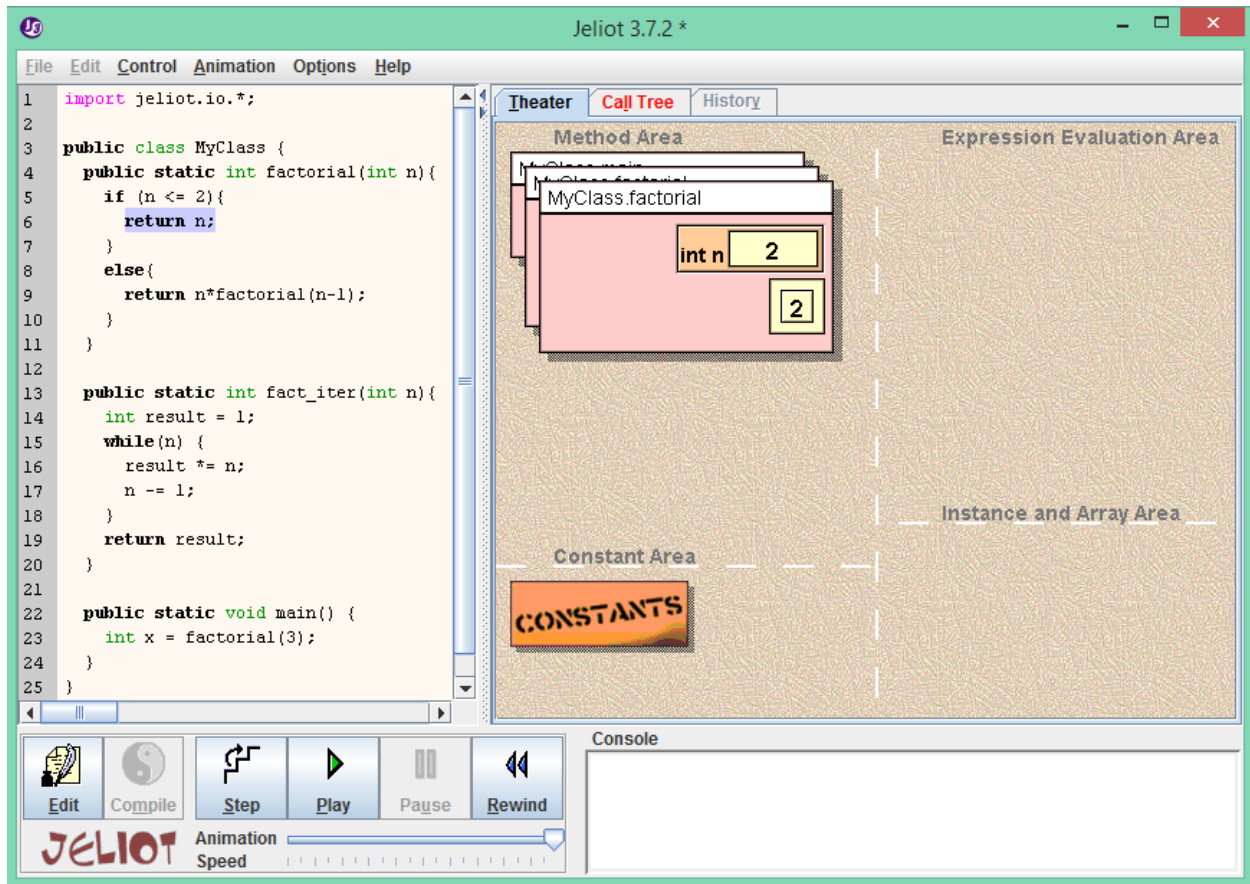 Jeliot 3.7.2 *
File Edit Control Animation Options Help
1 import jeliot.io.*;
2
3 public class MyClass {
4 public static int factorial(int n){
5 if (n <= 2){
6 return n;
7 }
8 else{
9 return n*factorial(n-1);
10 }
11 }
12
13 public static int fact_iter(int n){
14 int result = 1;
15 while(n) {
16 result *= n;
17 n -= 1;
18 }
19 return result;
20 }
21
22 public static void main() {
23 int x = factorial(3);
24 }
25 }
Theater Call Tree History
Method Area
Expression Evaluation Area
MyClass.main
MyClass.factorial
MyClass.factorial
int n 2
2
Instance and Array Area
Constant Area
CONSTANTS
Edit Compile Step Play Pause Rewind
JELIOT
Animation
Speed
Console